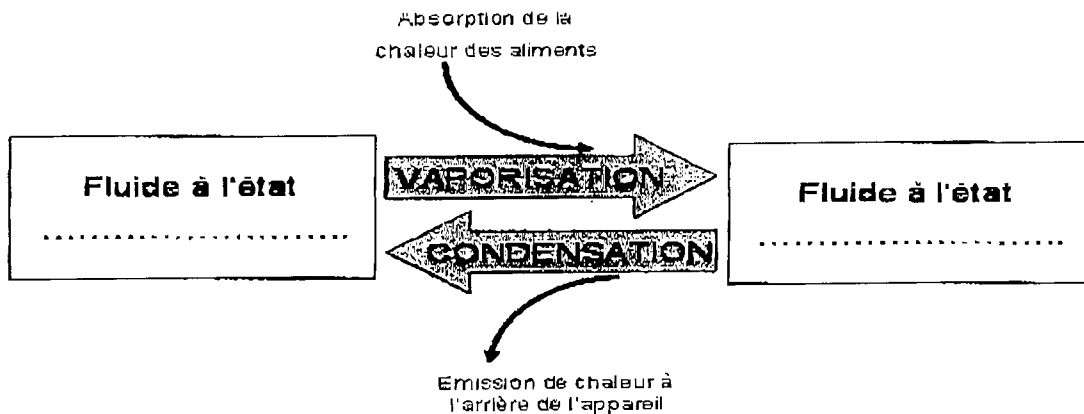 Absorption de la
chaleur des aliments
Fluide à l'état
....................................
VAPORISATION
CONDENSATION
Fluide à l'état
....................................
Emission de chaleur à
l'arrière de l'appareil